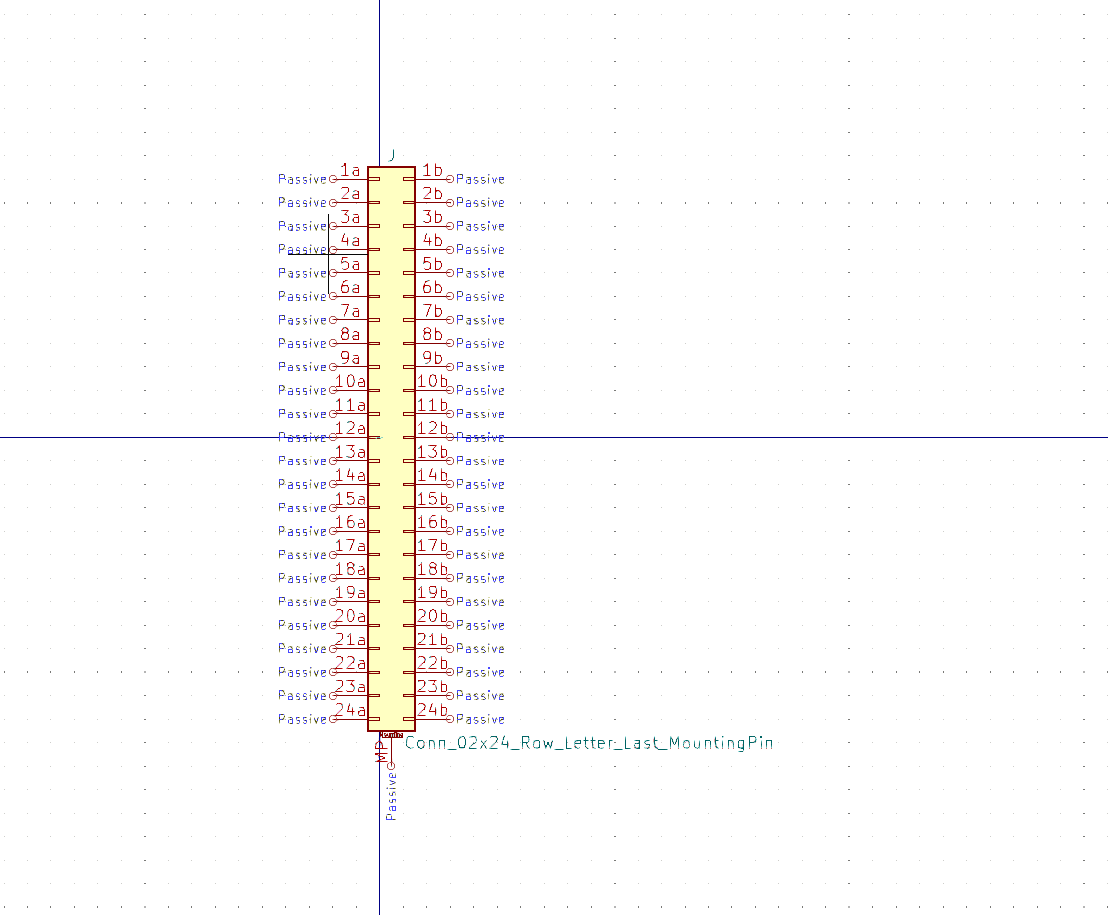 J
Passive 1a 1b Passive
Passive 2a 2b Passive
Passive 3a 3b Passive
Passive 4a 4b Passive
Passive 5a 5b Passive
Passive 6a 6b Passive
Passive 7a 7b Passive
Passive 8a 8b Passive
Passive 9a 9b Passive
Passive 10a 10b Passive
Passive 11a 11b Passive
Passive 12a 12b Passive
Passive 13a 13b Passive
Passive 14a 14b Passive
Passive 15a 15b Passive
Passive 16a 16b Passive
Passive 17a 17b Passive
Passive 18a 18b Passive
Passive 19a 19b Passive
Passive 20a 20b Passive
Passive 21a 21b Passive
Passive 22a 22b Passive
Passive 23a 23b Passive
Passive 24a 24b Passive
MP
Conn_02x24_Row_Letter_Last_MountingPin
Passive